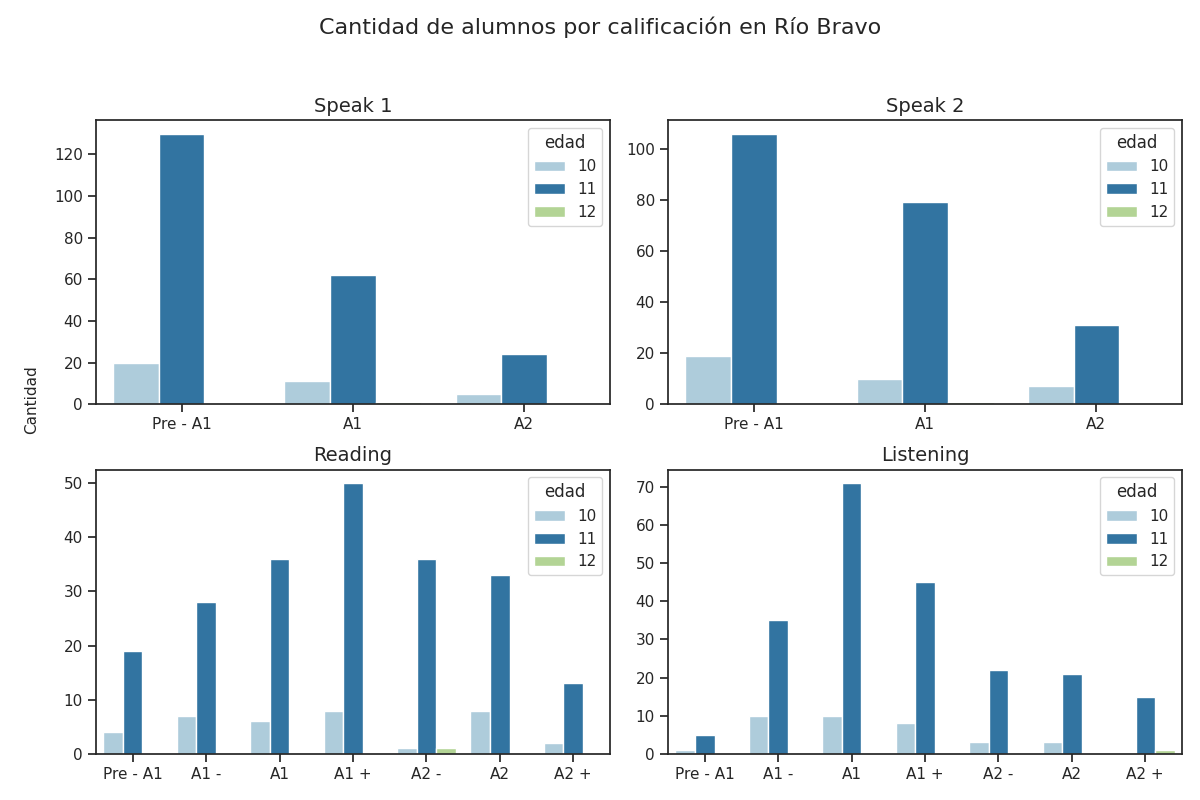 Cantidad de alumnos por calificación en Río Bravo
Speak 1
120
100
80
60
40
20
0
Pre - A1 A1 A2
edad
10
11
12
Speak 2
100
80
60
40
20
0
Pre - A1 A1 A2
edad
10
11
12
Cantidad
Reading
50
40
30
20
10
0
Pre - A1 A1 - A1 A1 + A2 - A2 A2 +
edad
10
11
12
Listening
70
60
50
40
30
20
10
0
Pre - A1 A1 - A1 A1 + A2 - A2 A2 +
edad
10
11
12